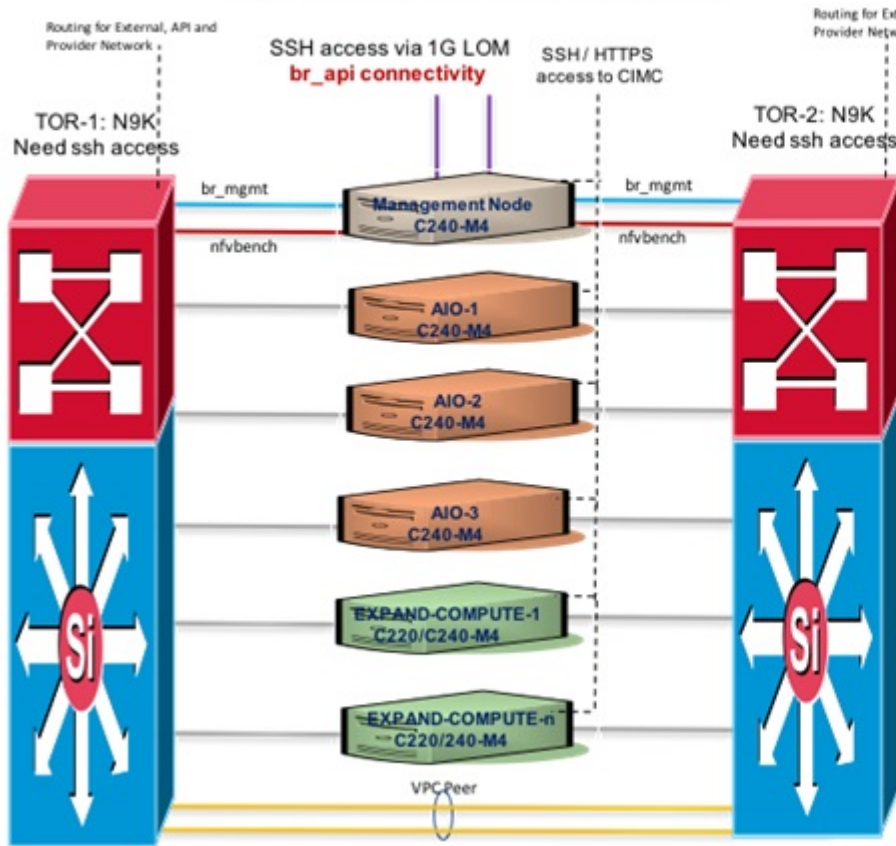 Routing for External, API and
Provider Network
SSH access via 1G LOM
br_api connectivity
SSH / HTTPS
access to CIMC
Routing for Ex
Provider Netw
TOR-1: N9K
Need ssh access
TOR-2: N9K
Need ssh access
br_mgmt
br_mgmt
Management Node
C240-M4
nfvbench
nfvbench
AIO-1
C240-M4
AIO-2
C240-M4
AIO-3
C240-M4
EXPAND-COMPUTE-1
C220/C240-M4
Si
Si
EXPAND-COMPUTE-n
C220/240-M4
VPC Peer